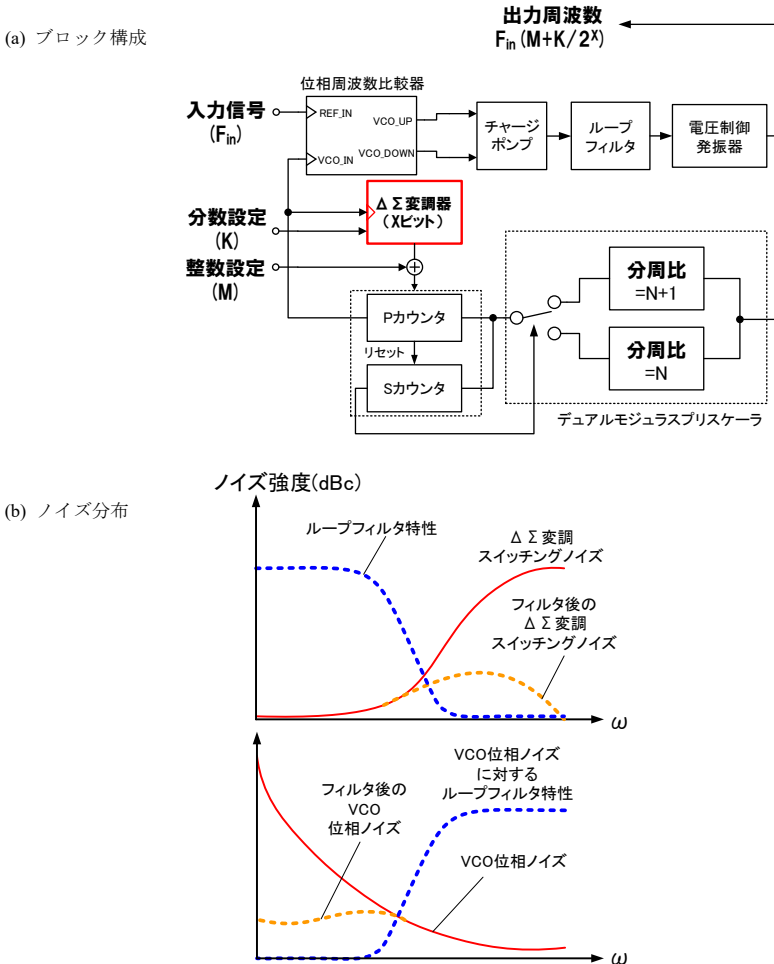 (a) ブロック構成
出力周波数
Fin (M+K/2^X)
位相周波数比較器
入力信号
(Fin)
REF_IN
VCO_UP
VCO_IN
VCO_DOWN
チャージ
ポンプ
ループ
フィルタ
電圧制御
発振器
ΔΣ変調器
(Xビット)
分数設定
(K)
整数設定
(M)
Pカウンタ
リセット
Sカウンタ
分周比
=N+1
分周比
=N
デュアルモジュラスプリスケーラ
(b) ノイズ分布
ノイズ強度(dBc)
ループフィルタ特性
ΔΣ変調
スイッチングノイズ
フィルタ後の
ΔΣ変調
スイッチングノイズ
ω
VCO位相ノイズ
に対する
ループフィルタ特性
フィルタ後の
VCO
位相ノイズ
VCO位相ノイズ
ω